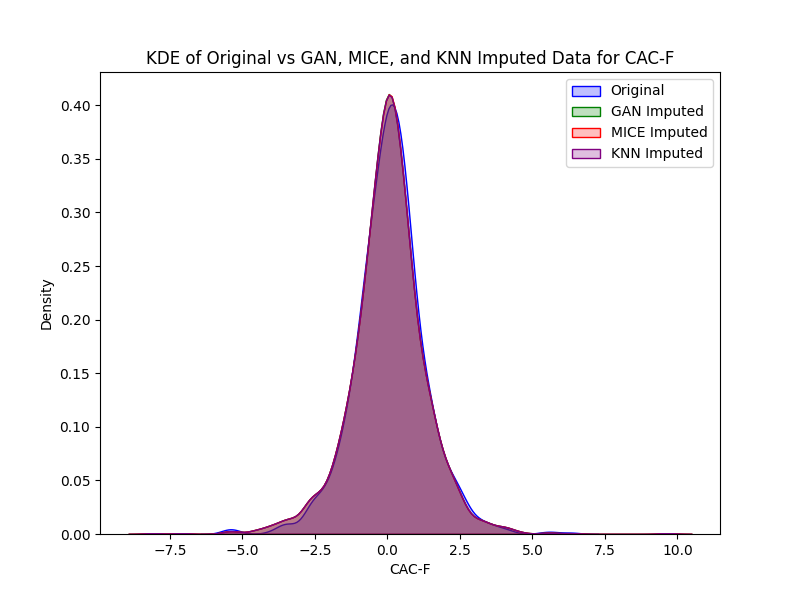 KDE of Original vs GAN, MICE, and KNN Imputed Data for CAC-F
Original
GAN Imputed
MICE Imputed
KNN Imputed
Density
0.40
0.35
0.30
0.25
0.20
0.15
0.10
0.05
0.00
−7.5 −5.0 −2.5 0.0 2.5 5.0 7.5 10.0
CAC-F